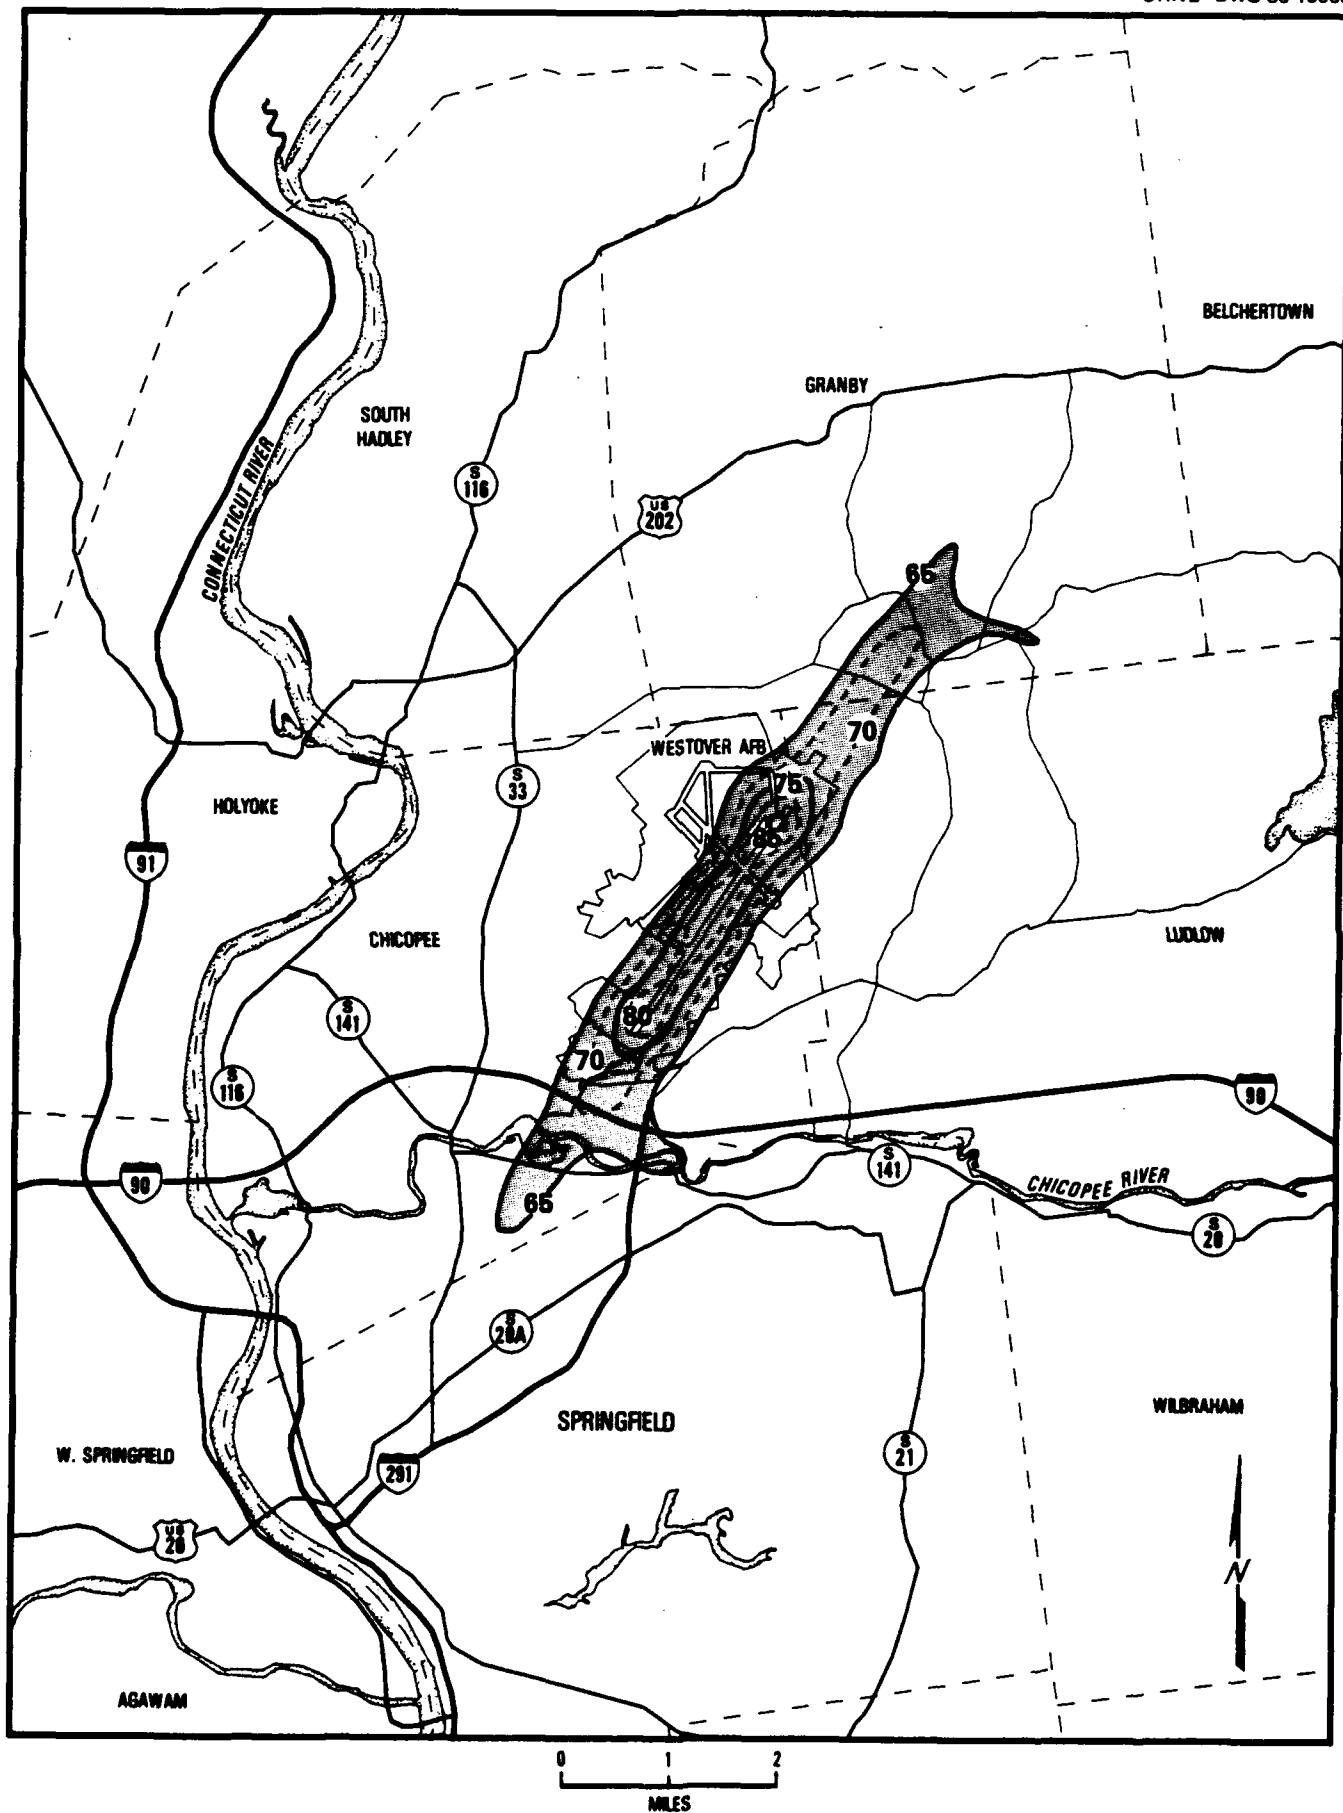 BELCHERTOWN
GRANBY
SOUTH
HADLEY
CONNECTICUT RIVER
S
116
US
202
65
70
WESTOVER AFB
75
S
33
HOLYOKE
85
91
CHICOPEE
LUDLOW
80
S
141
70
S
116
90
90
S
141
CHICOPEE RIVER
65
S
20
S
20A
SPRINGFIELD
WILBRAHAM
W. SPRINGFIELD
S
21
291
US
20
N
AGAWAM
0 1 2
MILES